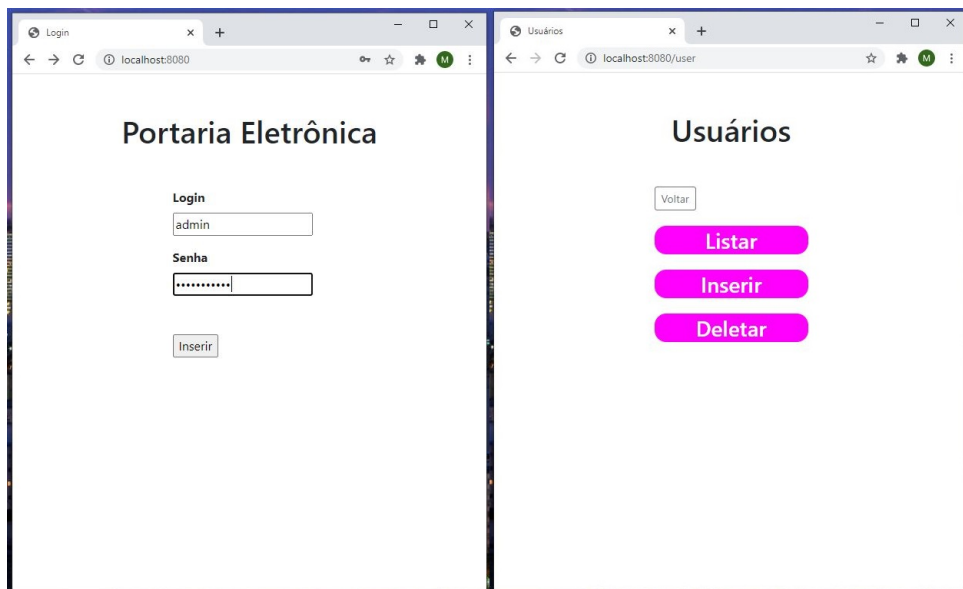 Login
localhost:8080
M
Portaria Eletrônica
Login
admin
Senha
•••••••••••
Inserir
Usuários
localhost:8080/user
M
Usuários
Voltar
Listar
Inserir
Deletar